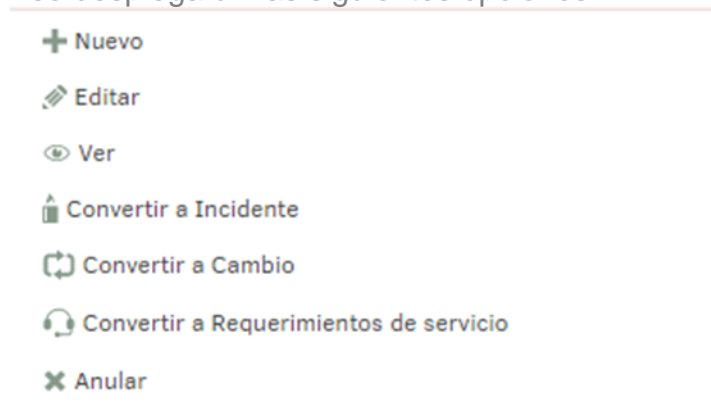 Nuevo
Editar
Ver
Convertir a Incidente
Convertir a Cambio
Convertir a Requerimientos de servicio
Anular